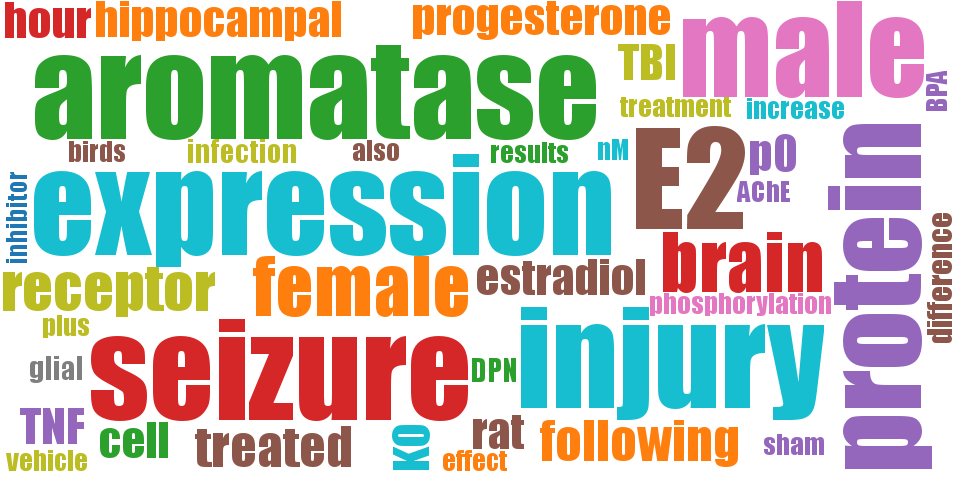 hour
hippocampal
progesterone
male
TBI
aromatase
BPA
treatment
increase
birds
infection
also
results
nM
E2
p0
protein
AChE
inhibitor
expression
brain
difference
receptor
female
estradiol
phosphorylation
plus
seizure
injury
glial
DPN
TNF
cell
treated
KO
rat
following
sham
vehicle
effect